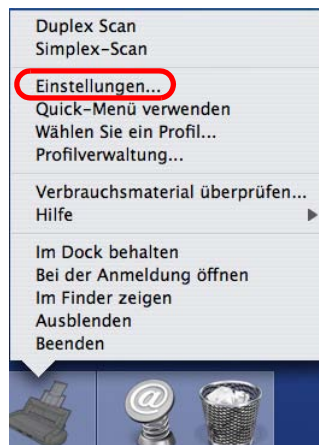 Duplex Scan
Simplex-Scan
Einstellungen...
Quick-Menü verwenden
Wählen Sie ein Profil...
Profilverwaltung...
Verbrauchsmaterial überprüfen...
Hilfe
Im Dock behalten
Bei der Anmeldung öffnen
Im Finder zeigen
Ausblenden
Beenden
@